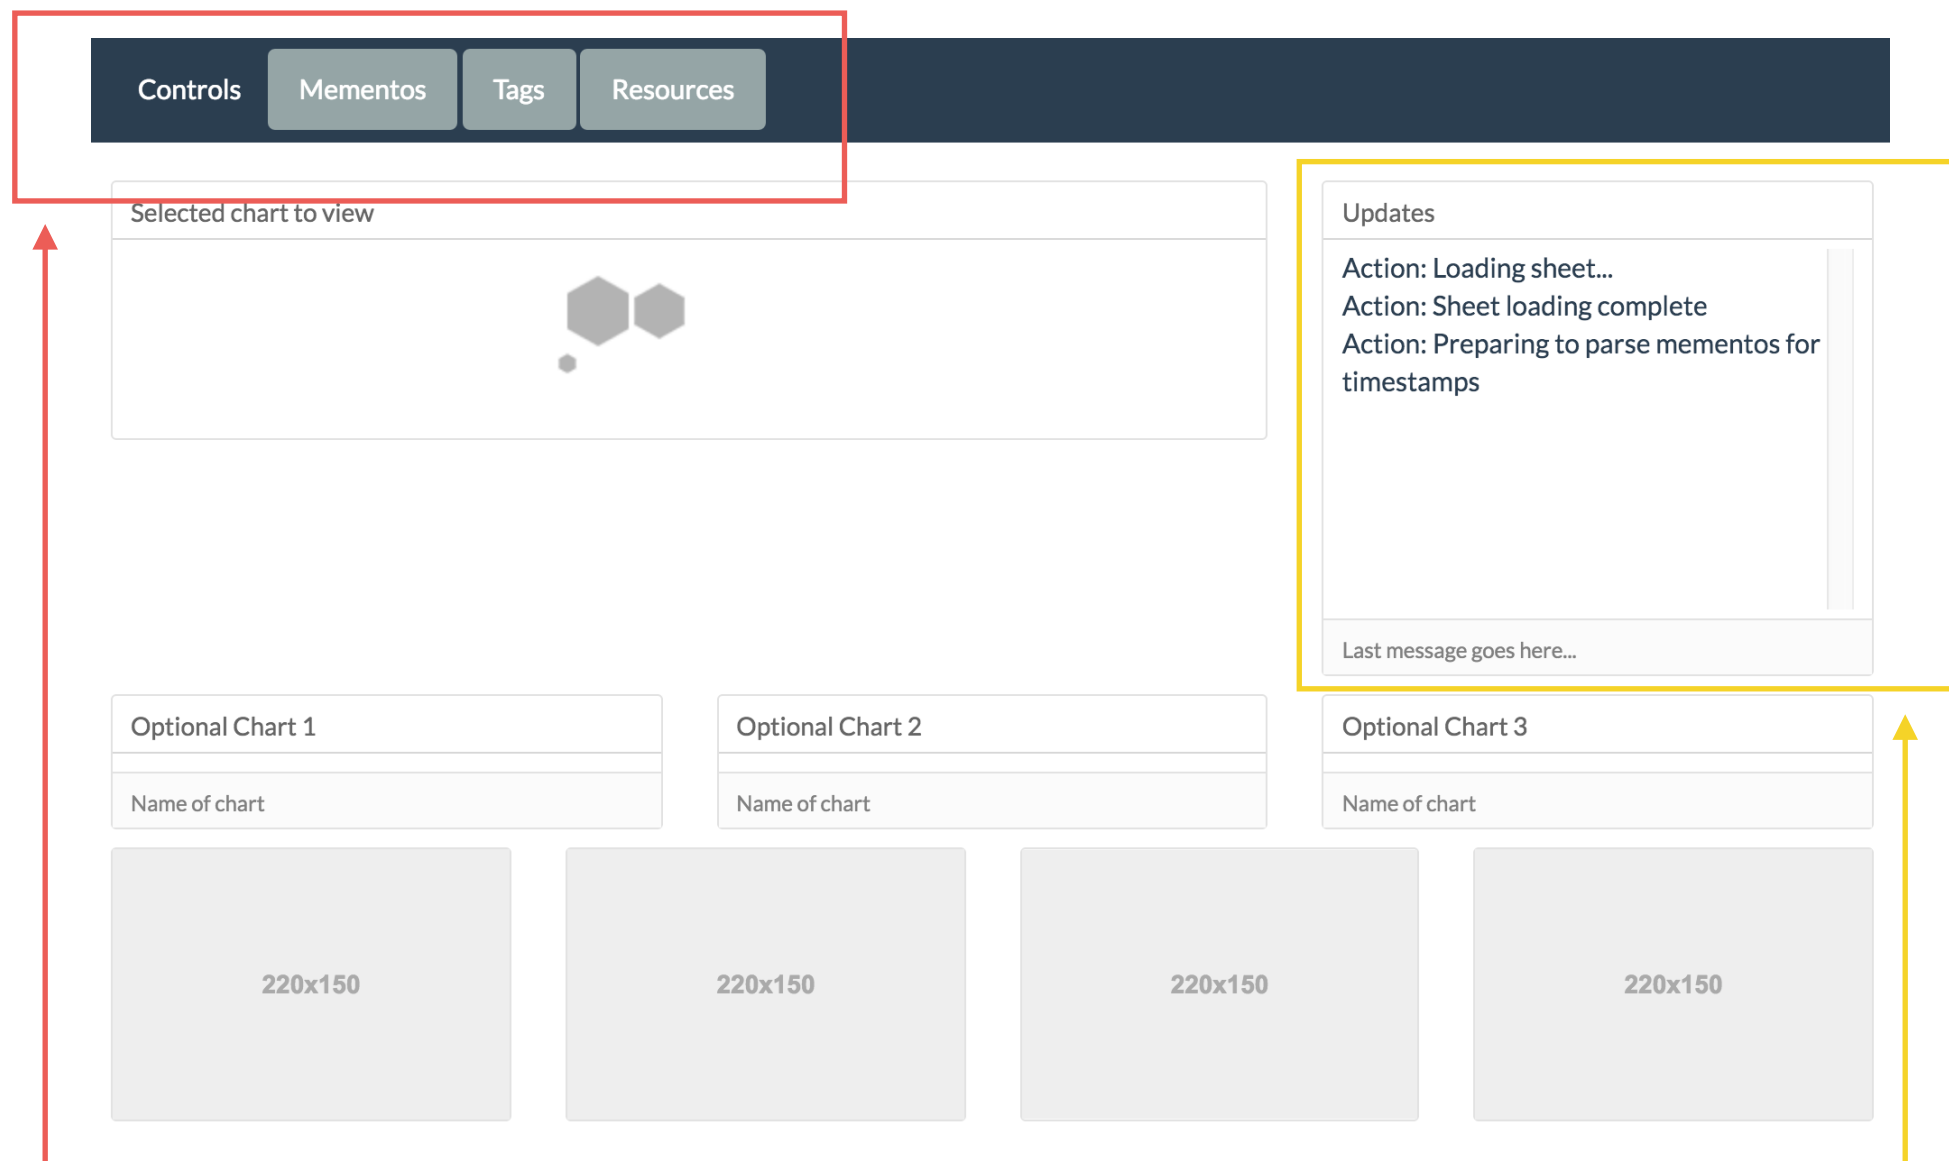 Controls Mementos Tags Resources
Selected chart to view
Updates
Action: Loading sheet...
Action: Sheet loading complete
Action: Preparing to parse mementos for
timestamps
Last message goes here...
Optional Chart 1
Name of chart
Optional Chart 2
Name of chart
Optional Chart 3
Name of chart
220x150
220x150
220x150
220x150